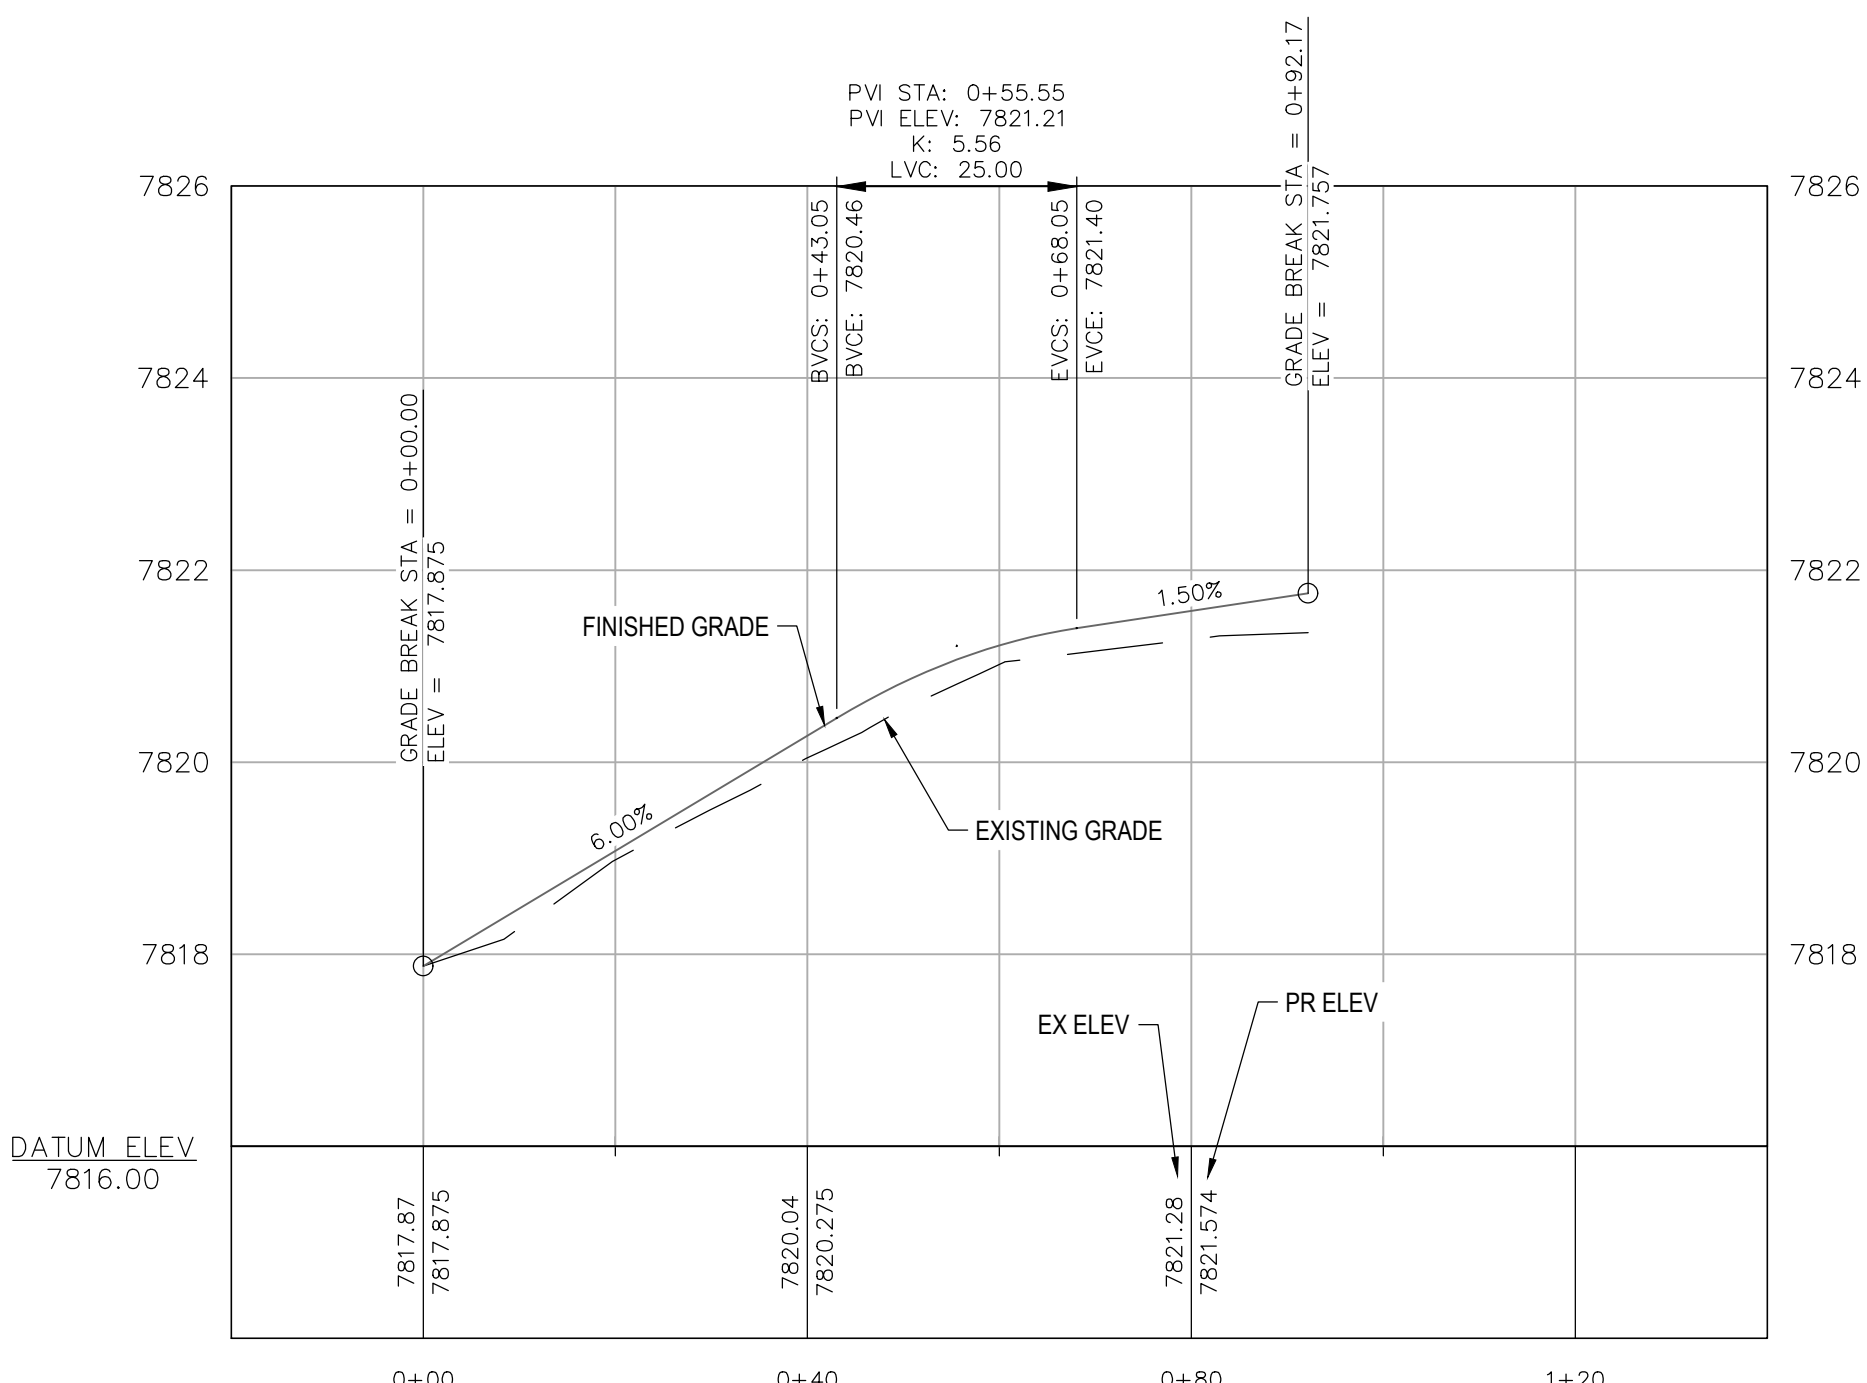 PVI STA: 0+55.55
PVI ELEV: 7821.21
K: 5.56
LVC: 25.00
GRADE BREAK STA = 0+92.17
ELEV = 7821.757
7826
7826
BVCS: 0+43.05
BVCE: 7820.46
EVCS: 0+68.05
EVCE: 7821.40
7824
7824
GRADE BREAK STA = 0+00.00
ELEV = 7817.875
7822
7822
1.50%
FINISHED GRADE
7820
7820
6.00%
EXISTING GRADE
7818
7818
PR ELEV
EX ELEV
DATUM ELEV
7816.00
7817.87
7817.875
7820.04
7820.275
7821.28
7821.574
0+00
0+40
0+80
1+20